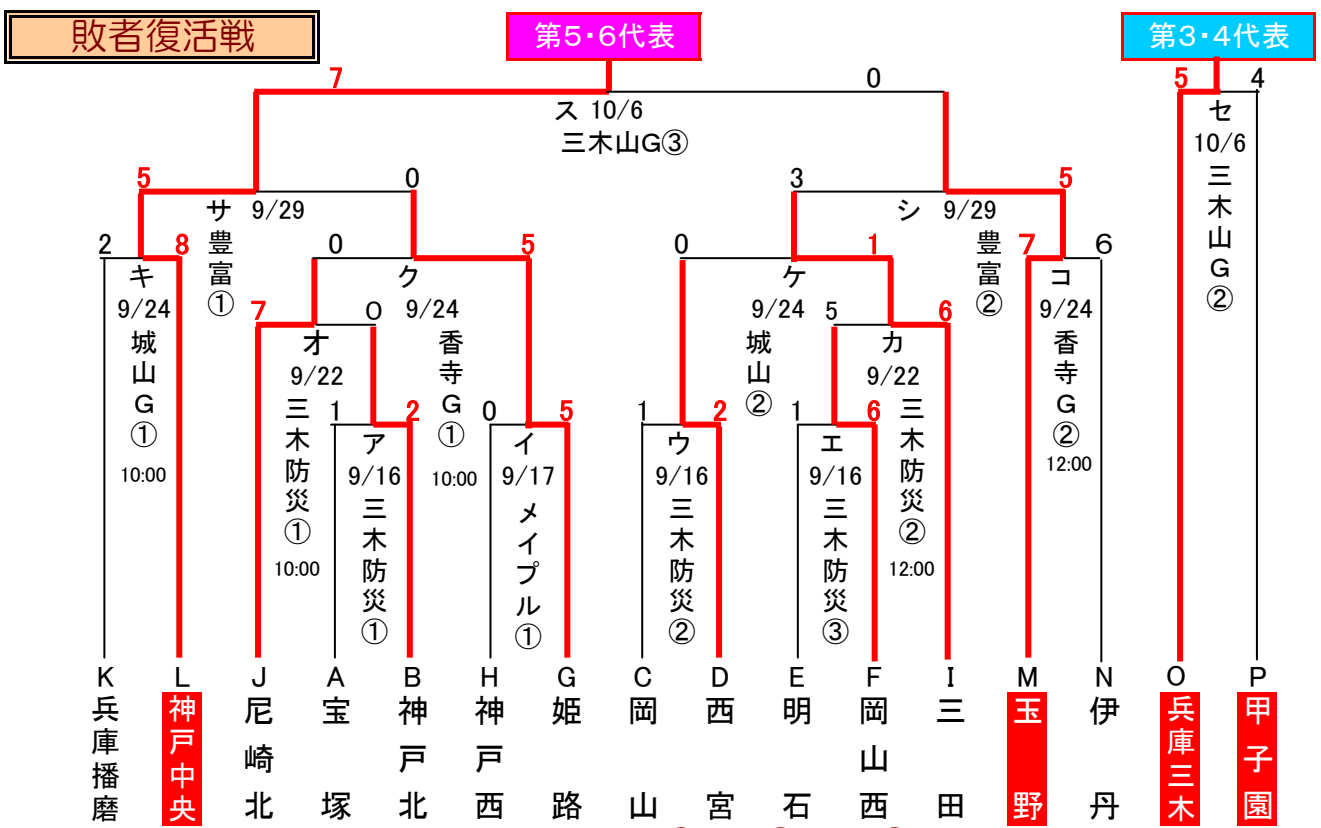 敗者復活戦
第5・6代表
第3・4代表
7
0
5
4
ス 10/6
三木山G③
セ
10/6
三木山G②
5
0
3
5
サ 9/29
豊富①
シ 9/29
豊富②
2
8
0
5
0
1
7
6
キ
9/24
城山G①
10:00
ク
9/24
香寺G①
10:00
ケ
9/24
城山②
コ
9/24
香寺G②
12:00
7
0
5
6
オ
9/22
三木防災①
10:00
カ
9/22
三木防災②
12:00
1
2
0
5
1
2
1
6
ア
9/16
三木防災①
イ
9/17
メイプル①
ウ
9/16
三木防災②
エ
9/16
三木防災③
K
L
J
A
B
H
G
C
D
E
F
I
M
N
O
P
兵庫播磨
神戸中央
尼崎北
宝塚
神戸北
神戸西
姫路
岡山
西宮
明石
岡山西
三田
玉野
伊丹
兵庫三木
甲子園